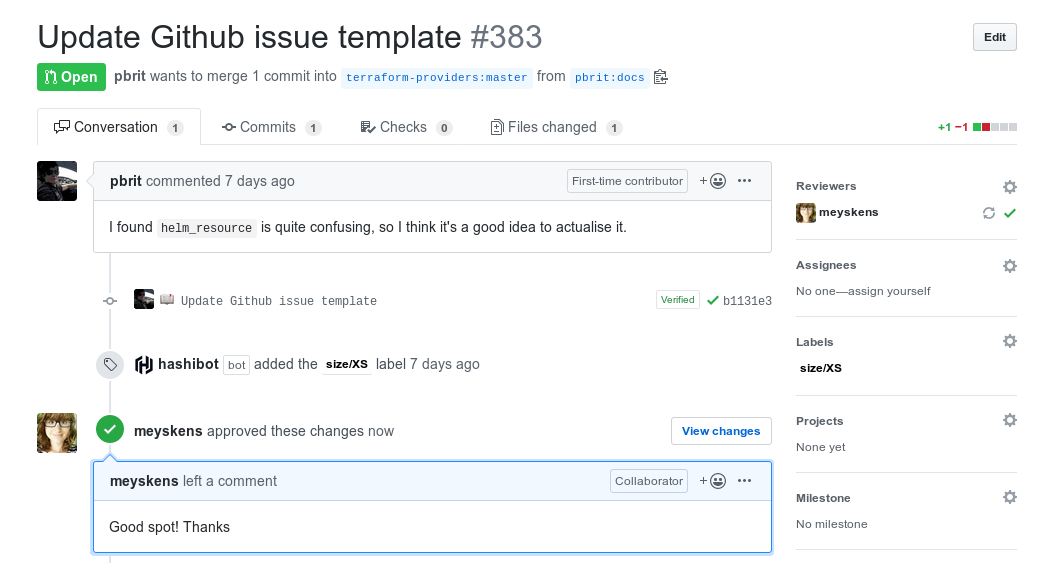 Update Github issue template #383
Edit
Open pbrit wants to merge 1 commit into terraform-providers:master from pbrit:docs
Conversation 1 Commits 1 Checks 0 Files changed 1 +1 −1
pbrit commented 7 days ago First-time contributor + ...
I found helm_resource is quite confusing, so I think it's a good idea to actualise it.
Update Github issue template Verified b1131e3
hashibot bot added the size/XS label 7 days ago
meyskens approved these changes now View changes
meyskens left a comment Collaborator + ...
Good spot! Thanks
Reviewers
meyskens
Assignees
No one—assign yourself
Labels
size/XS
Projects
None yet
Milestone
No milestone